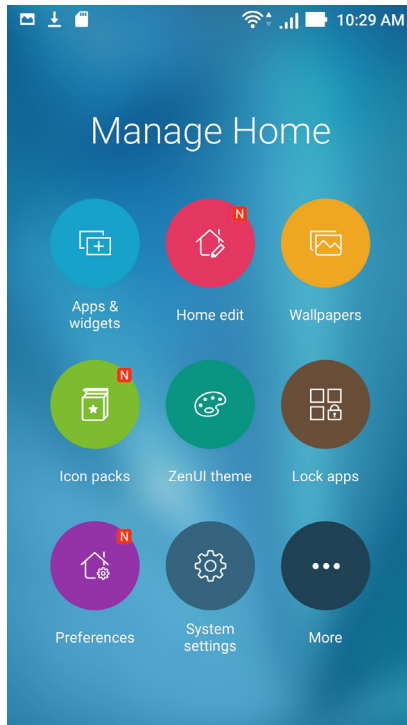 10:29 AM
Manage Home
N
Apps &
widgets
Home edit
Wallpapers
N
Icon packs
ZenUI theme
Lock apps
N
Preferences
System
settings
More